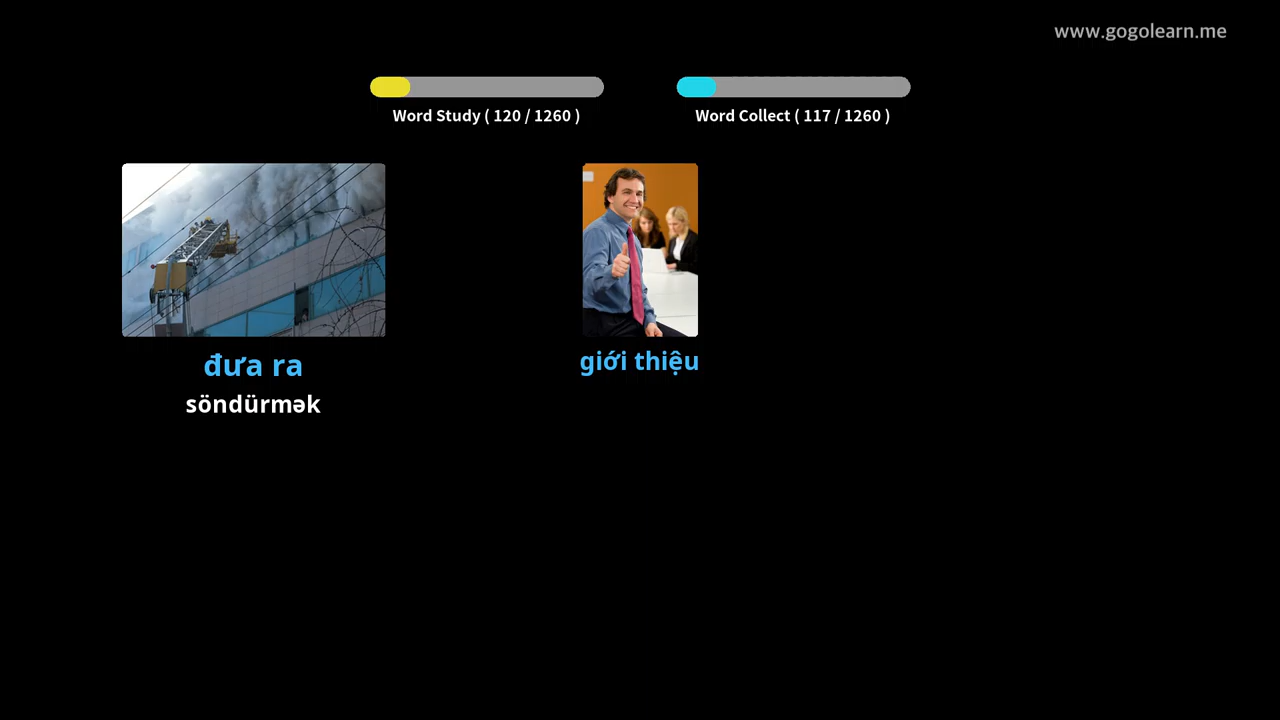 www.gogolearn.me
Word Study ( 120 / 1260 )
Word Collect ( 117 / 1260 )
đưa ra
söndürmək
giới thiệu